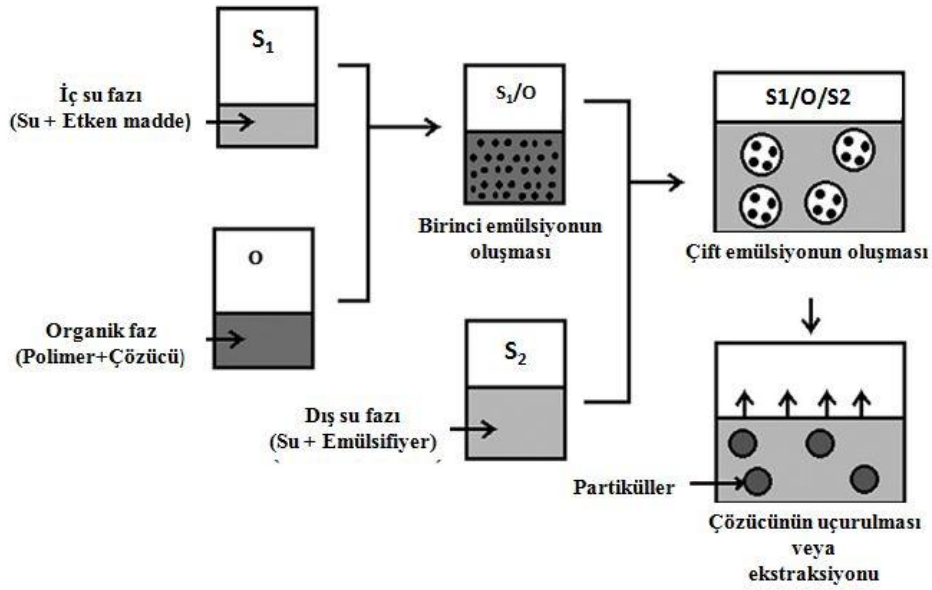 S₁
İç su fazı
(Su + Etken madde)
O
Organik faz
(Polimer+Çözücü)
S₁/O
Birinci emülsiyonun
oluşması
S₂
Dış su fazı
(Su + Emülsifiyer)
S1/O/S2
Çift emülsiyonun oluşması
Partiküller
Çözücünün uçurulması
veya
ekstraksiyonu